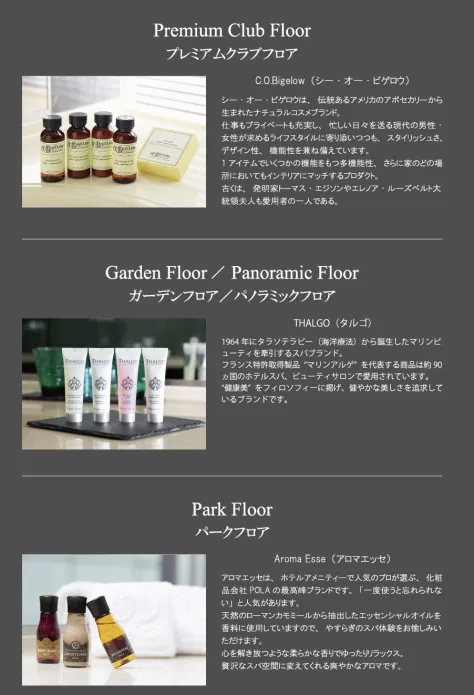 Premium Club Floor
プレミアムクラブフロア
C.O.Bigelow（シー・オー・ビゲロウ）
シー・オー・ビゲロウは、伝統あるアメリカのアポセカリーから
生まれたナチュラルコスメブランド。
仕事もプライベートも充実し、忙しい日々を送る現代の男性・
女性が求めるライフスタイルに寄り添いつつも、スタイリッシュさ、
デザイン性、機能性を兼ね備えています。
1アイテムでいくつかの機能をもつ多機能性、さらに家のどの場
所においてもインテリアにマッチするプロダクト。
古くは、発明家トーマス・エジソンやエレノア・ルーズベルト大
統領夫人も愛用者の一人である。
Garden Floor／Panoramic Floor
ガーデンフロア／パノラミックフロア
THALGO（タルゴ）
1964年にタラソテラピー（海洋療法）から誕生したマリンビ
ューティを牽引するスパブランド。
フランス特許取得製品“マリンアルゲ”を代表する商品は約90
ヵ国のホテルスパ、ビューティサロンで愛用されています。
“健康美”をフィロソフィーに掲げ、健やかな美しさを追求して
いるブランドです。
THALGO
THALGO
THALGO
THALGO
Park Floor
パークフロア
Aroma Esse（アロマエッセ）
アロマエッセは、ホテルアメニティーで人気のプロが選ぶ、化粧
品会社POLAの最高峰ブランドです。「一度使うと忘れられな
い」と人気があります。
天然のローマンカモミールから抽出したエッセンシャルオイルを
香料に使用していますので、やすらぎのスパ体験をお愉しみい
ただけます。
心を解き放つような柔らかな香りでゆったりリラックス。
贅沢なスパ空間に変えてくれる爽やかなアロマです。